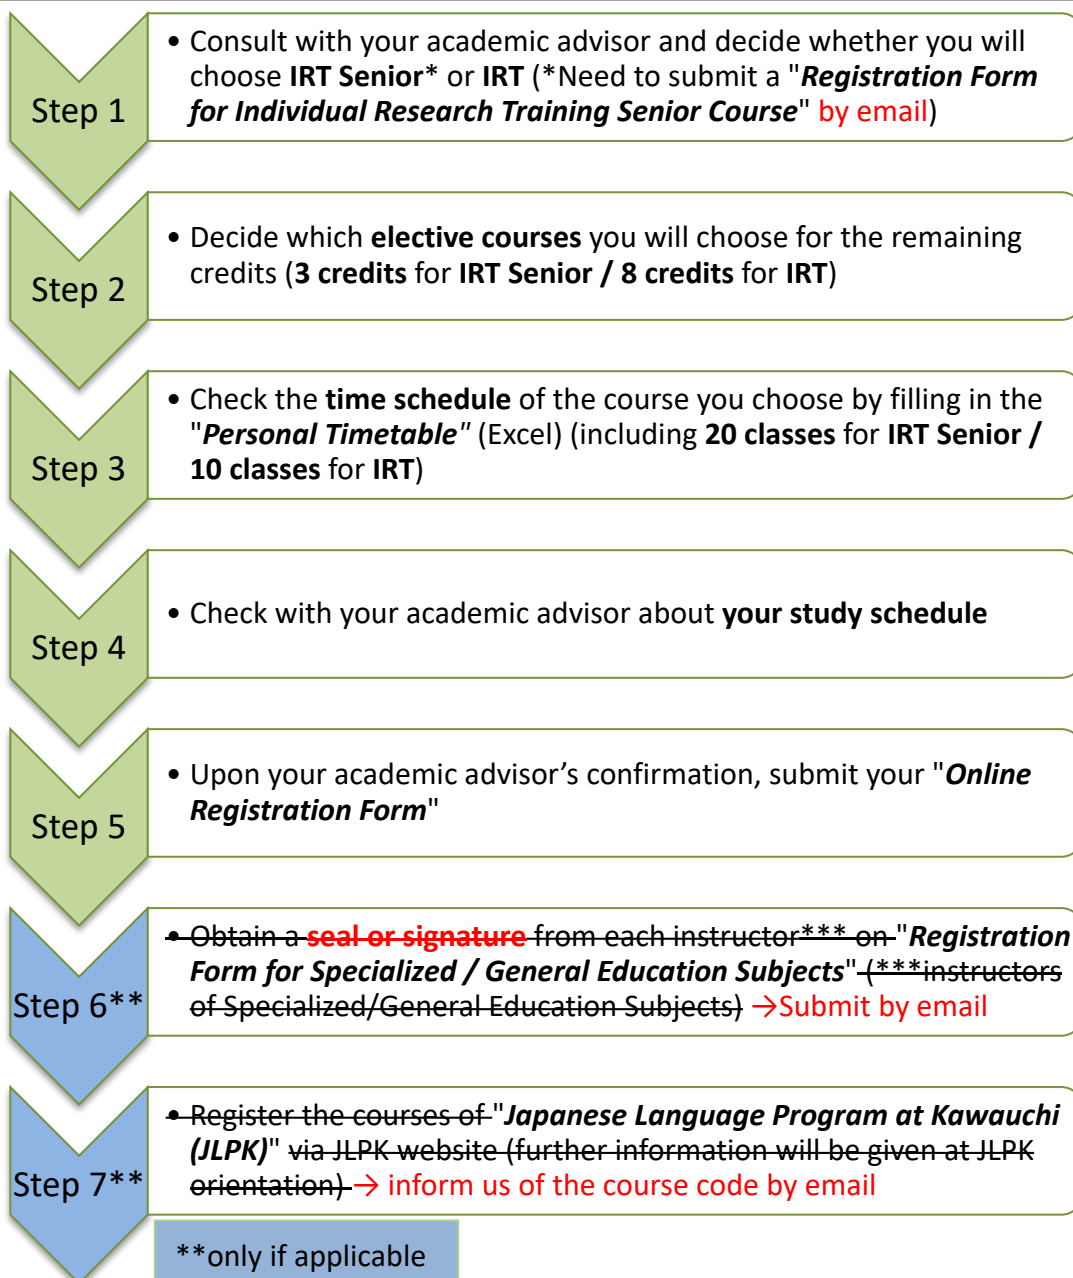 Step 1
• Consult with your academic advisor and decide whether you will
choose IRT Senior* or IRT (*Need to submit a "Registration Form
for Individual Research Training Senior Course" by email)
Step 2
• Decide which elective courses you will choose for the remaining
credits (3 credits for IRT Senior / 8 credits for IRT)
Step 3
• Check the time schedule of the course you choose by filling in the
"Personal Timetable" (Excel) (including 20 classes for IRT Senior /
10 classes for IRT)
Step 4
• Check with your academic advisor about your study schedule
Step 5
• Upon your academic advisor’s confirmation, submit your "Online
Registration Form"
Step 6**
• Obtain a seal or signature from each instructor*** on "Registration
Form for Specialized / General Education Subjects" (***instructors
of Specialized/General Education Subjects) →Submit by email
Step 7**
• Register the courses of "Japanese Language Program at Kawauchi
(JLPK)" via JLPK website (further information will be given at JLPK
orientation) → inform us of the course code by email
**only if applicable